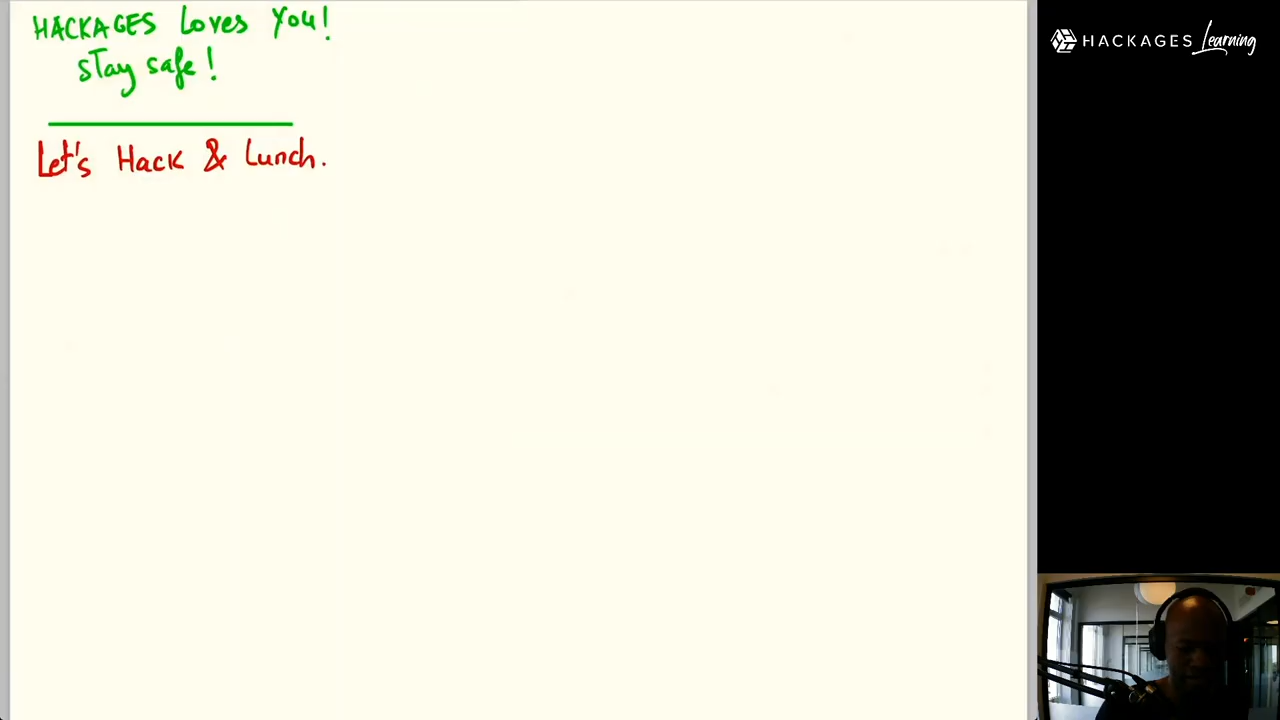 HACKAGES Loves You!
stay safe!
Let's Hack & Lunch.
HACKAGES Learning